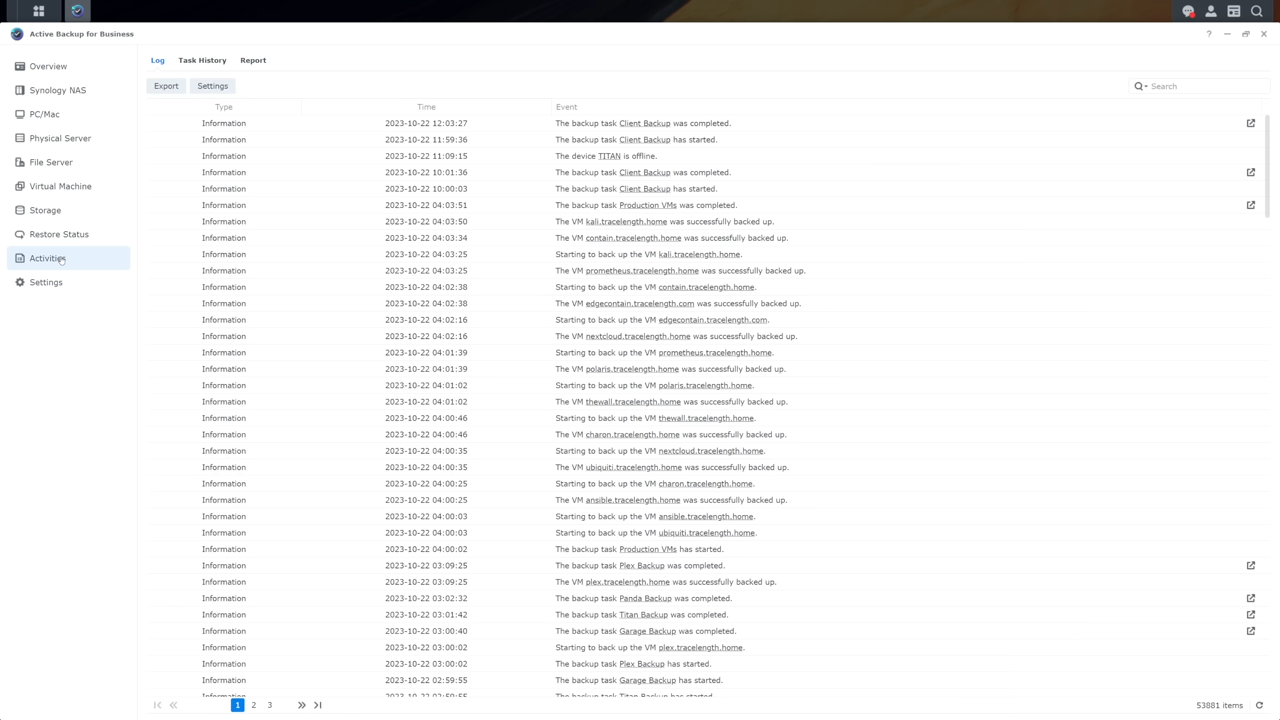 Active Backup for Business
Overview
Synology NAS
PC/Mac
Physical Server
File Server
Virtual Machine
Storage
Restore Status
Activities
Settings
Log Task History Report
Export Settings Search
Type Time Event
Information 2023-10-22 12:03:27 The backup task Client Backup was completed.
Information 2023-10-22 11:59:36 The backup task Client Backup has started.
Information 2023-10-22 11:09:15 The device TITAN is offline.
Information 2023-10-22 10:01:36 The backup task Client Backup was completed.
Information 2023-10-22 10:00:03 The backup task Client Backup has started.
Information 2023-10-22 04:03:51 The backup task Production VMs was completed.
Information 2023-10-22 04:03:50 The VM kali.tracelength.home was successfully backed up.
Information 2023-10-22 04:03:34 The VM contain.tracelength.home was successfully backed up.
Information 2023-10-22 04:03:25 Starting to back up the VM kali.tracelength.home.
Information 2023-10-22 04:03:25 The VM prometheus.tracelength.home was successfully backed up.
Information 2023-10-22 04:02:38 Starting to back up the VM contain.tracelength.home.
Information 2023-10-22 04:02:38 The VM edgecontain.tracelength.com was successfully backed up.
Information 2023-10-22 04:02:16 Starting to back up the VM edgecontain.tracelength.com.
Information 2023-10-22 04:02:16 The VM nextcloud.tracelength.home was successfully backed up.
Information 2023-10-22 04:01:39 Starting to back up the VM prometheus.tracelength.home.
Information 2023-10-22 04:01:39 The VM polaris.tracelength.home was successfully backed up.
Information 2023-10-22 04:01:02 Starting to back up the VM polaris.tracelength.home.
Information 2023-10-22 04:01:02 The VM thewall.tracelength.home was successfully backed up.
Information 2023-10-22 04:00:46 Starting to back up the VM thewall.tracelength.home.
Information 2023-10-22 04:00:46 The VM charon.tracelength.home was successfully backed up.
Information 2023-10-22 04:00:35 Starting to back up the VM nextcloud.tracelength.home.
Information 2023-10-22 04:00:35 The VM ubiquiti.tracelength.home was successfully backed up.
Information 2023-10-22 04:00:25 Starting to back up the VM charon.tracelength.home.
Information 2023-10-22 04:00:25 The VM ansible.tracelength.home was successfully backed up.
Information 2023-10-22 04:00:03 Starting to back up the VM ansible.tracelength.home.
Information 2023-10-22 04:00:03 Starting to back up the VM ubiquiti.tracelength.home.
Information 2023-10-22 04:00:02 The backup task Production VMs has started.
Information 2023-10-22 03:09:25 The backup task Plex Backup was completed.
Information 2023-10-22 03:09:25 The VM plex.tracelength.home was successfully backed up.
Information 2023-10-22 03:02:32 The backup task Panda Backup was completed.
Information 2023-10-22 03:01:42 The backup task Titan Backup was completed.
Information 2023-10-22 03:00:40 The backup task Garage Backup was completed.
Information 2023-10-22 03:00:02 Starting to back up the VM plex.tracelength.home.
Information 2023-10-22 03:00:02 The backup task Plex Backup has started.
Information 2023-10-22 02:59:55 The backup task Garage Backup has started.
Information 2023-10-22 02:59:55 The backup task Titan Backup has started.
1 2 3 53881 items